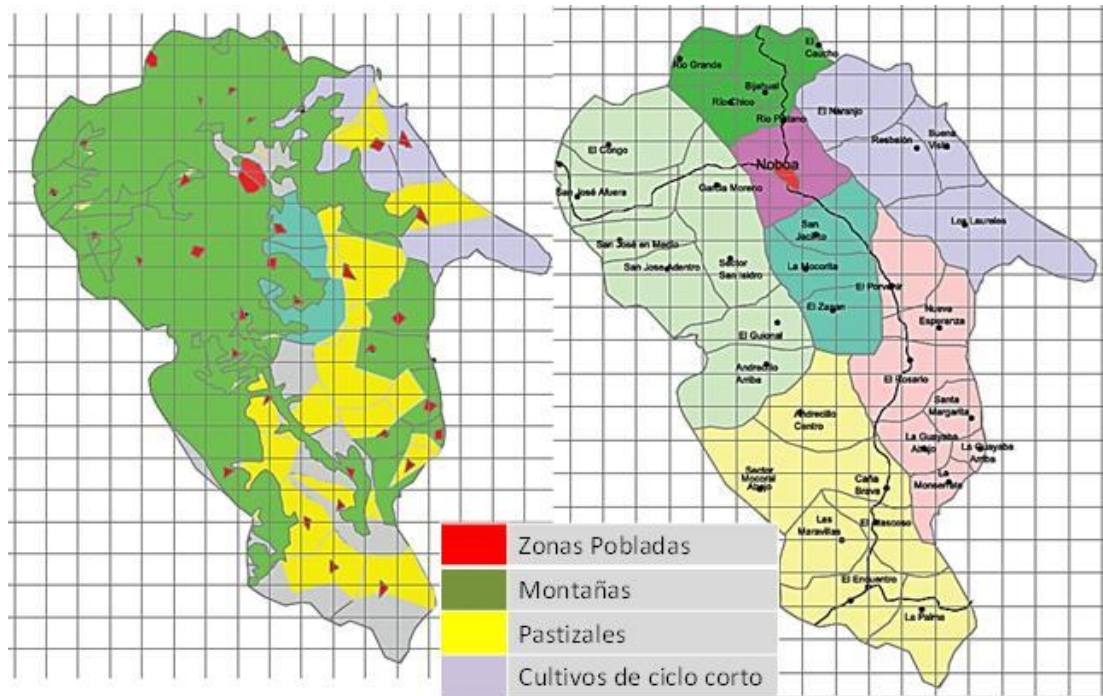 El
Caucho
Rio Grande
Bijahual
Rio Chico
Rio Platano
El Naranjo
Resbalón
Buena
Vista
El Congo
Noboa
San José Afuera
García Moreno
Los Laureles
San
Jacinto
San José en Medio
San Jose Adentro
Sector
San Isidro
La Mocorita
El Porvenir
El Zapan
Nueva
Esperanza
El Guional
Andrecillo
Arriba
El Rosario
Santa
Margarita
Andrecillo
Centro
La Guayaba
Abajo
La Guayaba
Arriba
La
Monserrate
Sector
Mocoral
Abajo
Caña
Brava
Las
Maravillas
El Atascoso
El Encuentro
La Palma
Zonas Pobladas
Montañas
Pastizales
Cultivos de ciclo corto